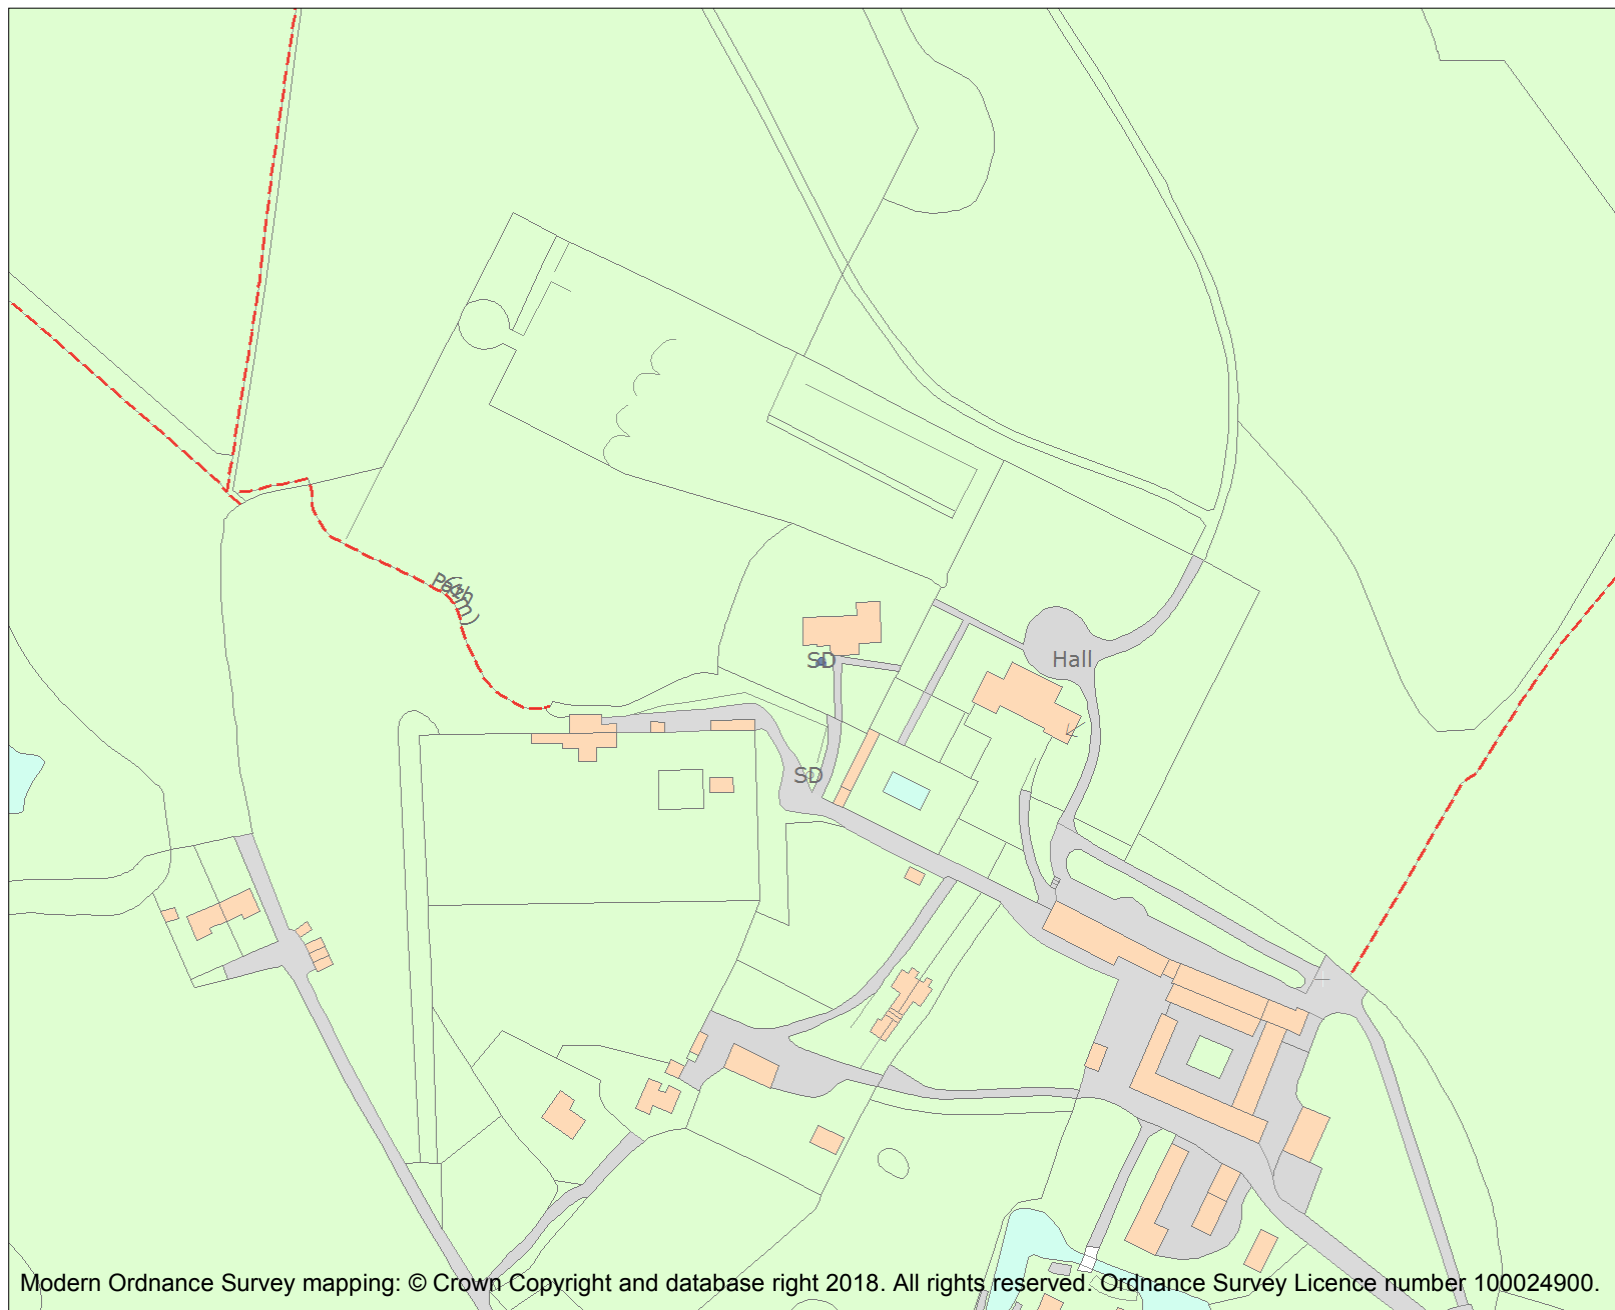 Path
(um)
Hall
SD
SD
Modern Ordnance Survey mapping: © Crown Copyright and database right 2018. All rights reserved. Ordnance Survey Licence number 100024900.